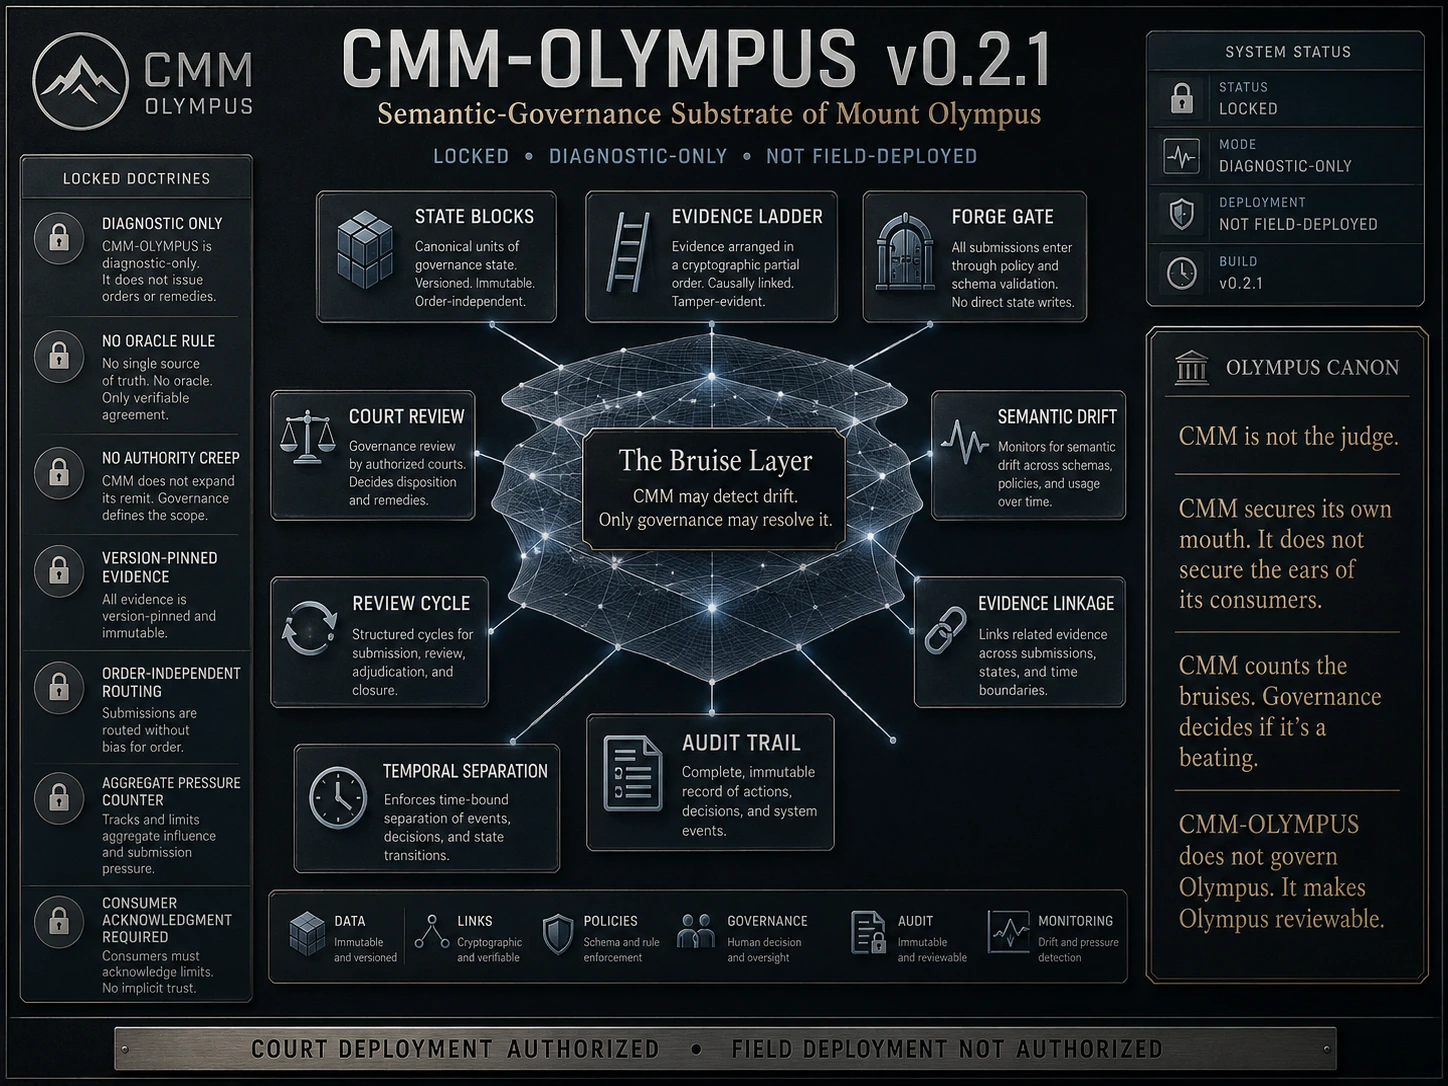 CMM
OLYMPUS
CMM-OLYMPUS v0.2.1
Semantic-Governance Substrate of Mount Olympus
LOCKED • DIAGNOSTIC-ONLY • NOT FIELD-DEPLOYED
SYSTEM STATUS
STATUS
LOCKED
MODE
DIAGNOSTIC-ONLY
DEPLOYMENT
NOT FIELD-DEPLOYED
BUILD
v0.2.1
LOCKED DOCTRINES
DIAGNOSTIC ONLY
CMM-OLYMPUS is
diagnostic-only.
It does not issue
orders or remedies.
NO ORACLE RULE
No single source
of truth. No oracle.
Only verifiable
agreement.
NO AUTHORITY CREEP
CMM does not expand
its remit. Governance
defines the scope.
VERSION-PINNED
EVIDENCE
All evidence is
version-pinned and
immutable.
ORDER-INDEPENDENT
ROUTING
Submissions are
routed without
bias for order.
AGGREGATE PRESSURE
COUNTER
Tracks and limits
aggregate influence
and submission
pressure.
CONSUMER
ACKNOWLEDGMENT
REQUIRED
Consumers must
acknowledge limits.
No implicit trust.
STATE BLOCKS
Canonical units of
governance state.
Versioned. Immutable.
Order-independent.
EVIDENCE LADDER
Evidence arranged in
a cryptographic partial
order. Causally linked.
Tamper-evident.
FORGE GATE
All submissions enter
through policy and
schema validation.
No direct state writes.
COURT REVIEW
Governance review
by authorized courts.
Decides disposition
and remedies.
The Bruise Layer
CMM may detect drift.
Only governance may resolve it.
SEMANTIC DRIFT
Monitors for semantic
drift across schemas,
policies, and usage
over time.
REVIEW CYCLE
Structured cycles for
submission, review,
adjudication, and
closure.
EVIDENCE LINKAGE
Links related evidence
across submissions,
states, and time
boundaries.
TEMPORAL SEPARATION
Enforces time-bound
separation of events,
decisions, and state
transitions.
AUDIT TRAIL
Complete, immutable
record of actions,
decisions, and system
events.
DATA
Immutable
and versioned
LINKS
Cryptographic
and verifiable
POLICIES
Schema and rule
enforcement
GOVERNANCE
Human decision
and oversight
AUDIT
Immutable
and reviewable
MONITORING
Drift and pressure
detection
OLYMPUS CANON
CMM is not the judge.
CMM secures its own
mouth. It does not
secure the ears of
its consumers.
CMM counts the
bruises. Governance
decides if it's a
beating.
CMM-OLYMPUS
does not govern
Olympus. It makes
Olympus reviewable.
COURT DEPLOYMENT AUTHORIZED • FIELD DEPLOYMENT NOT AUTHORIZED